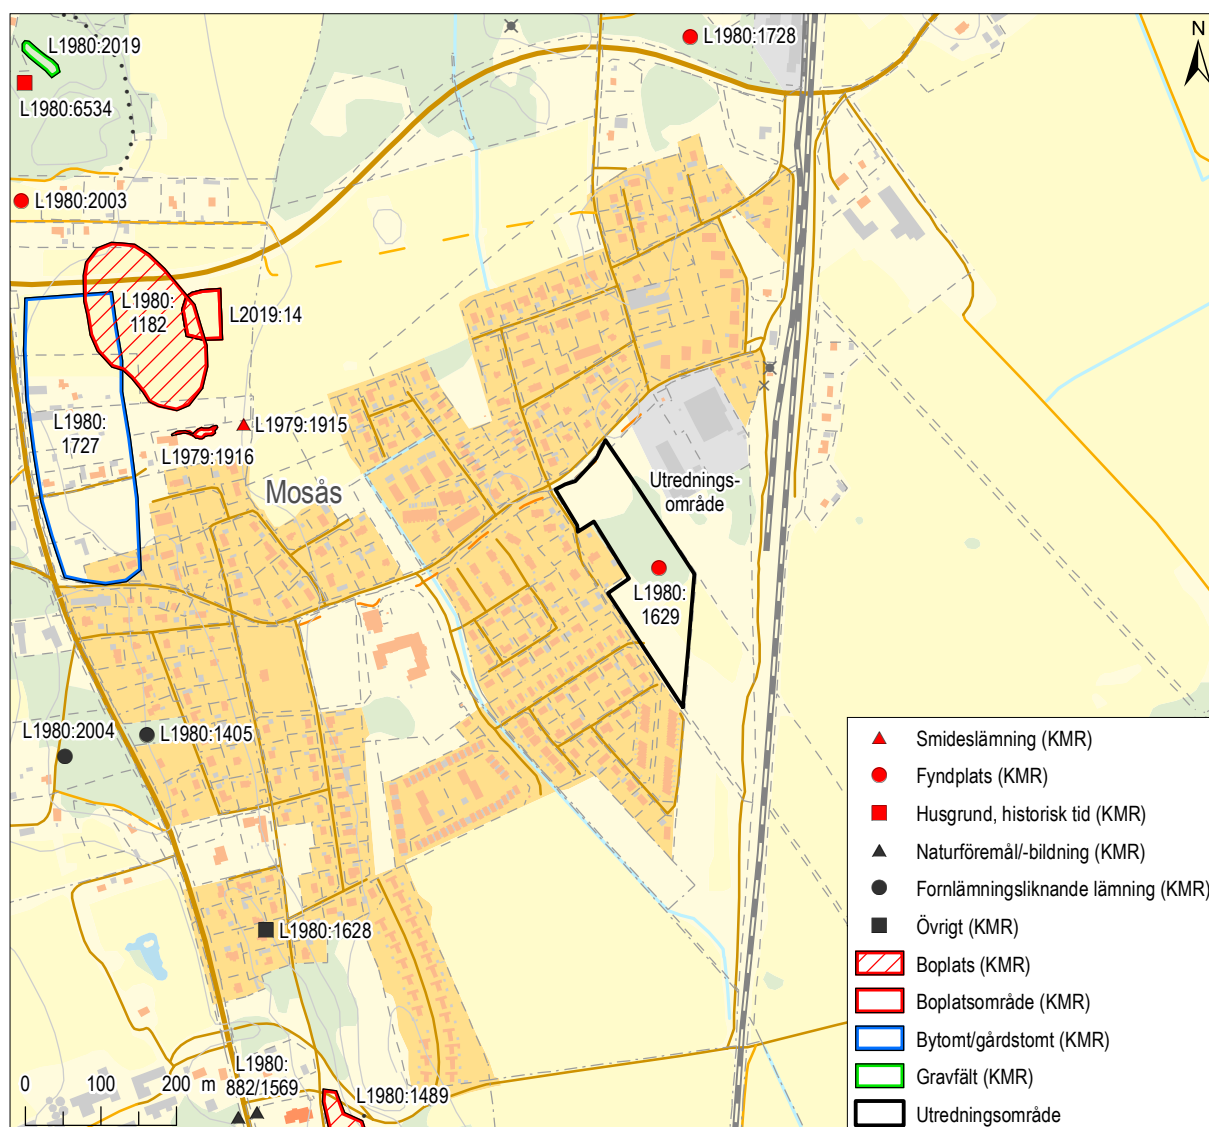 L1980:2019
L1980:1728
N
L1980:6534
L1980:2003
L1980:
1182
L2019:14
L1980:
1727
L1979:1915
L1979:1916
Mosås
Utrednings-
område
L1980:
1629
L1980:2004
L1980:1405
L1980:1628
L1980:
882/1569
L1980:1489
0 100 200 m
Smideslämning (KMR)
Fyndplats (KMR)
Husgrund, historisk tid (KMR)
Naturföremål/-bildning (KMR)
Fornlämningsliknande lämning (KMR)
Övrigt (KMR)
Boplats (KMR)
Boplatsområde (KMR)
Bytomt/gårdstomt (KMR)
Gravfält (KMR)
Utredningsområde